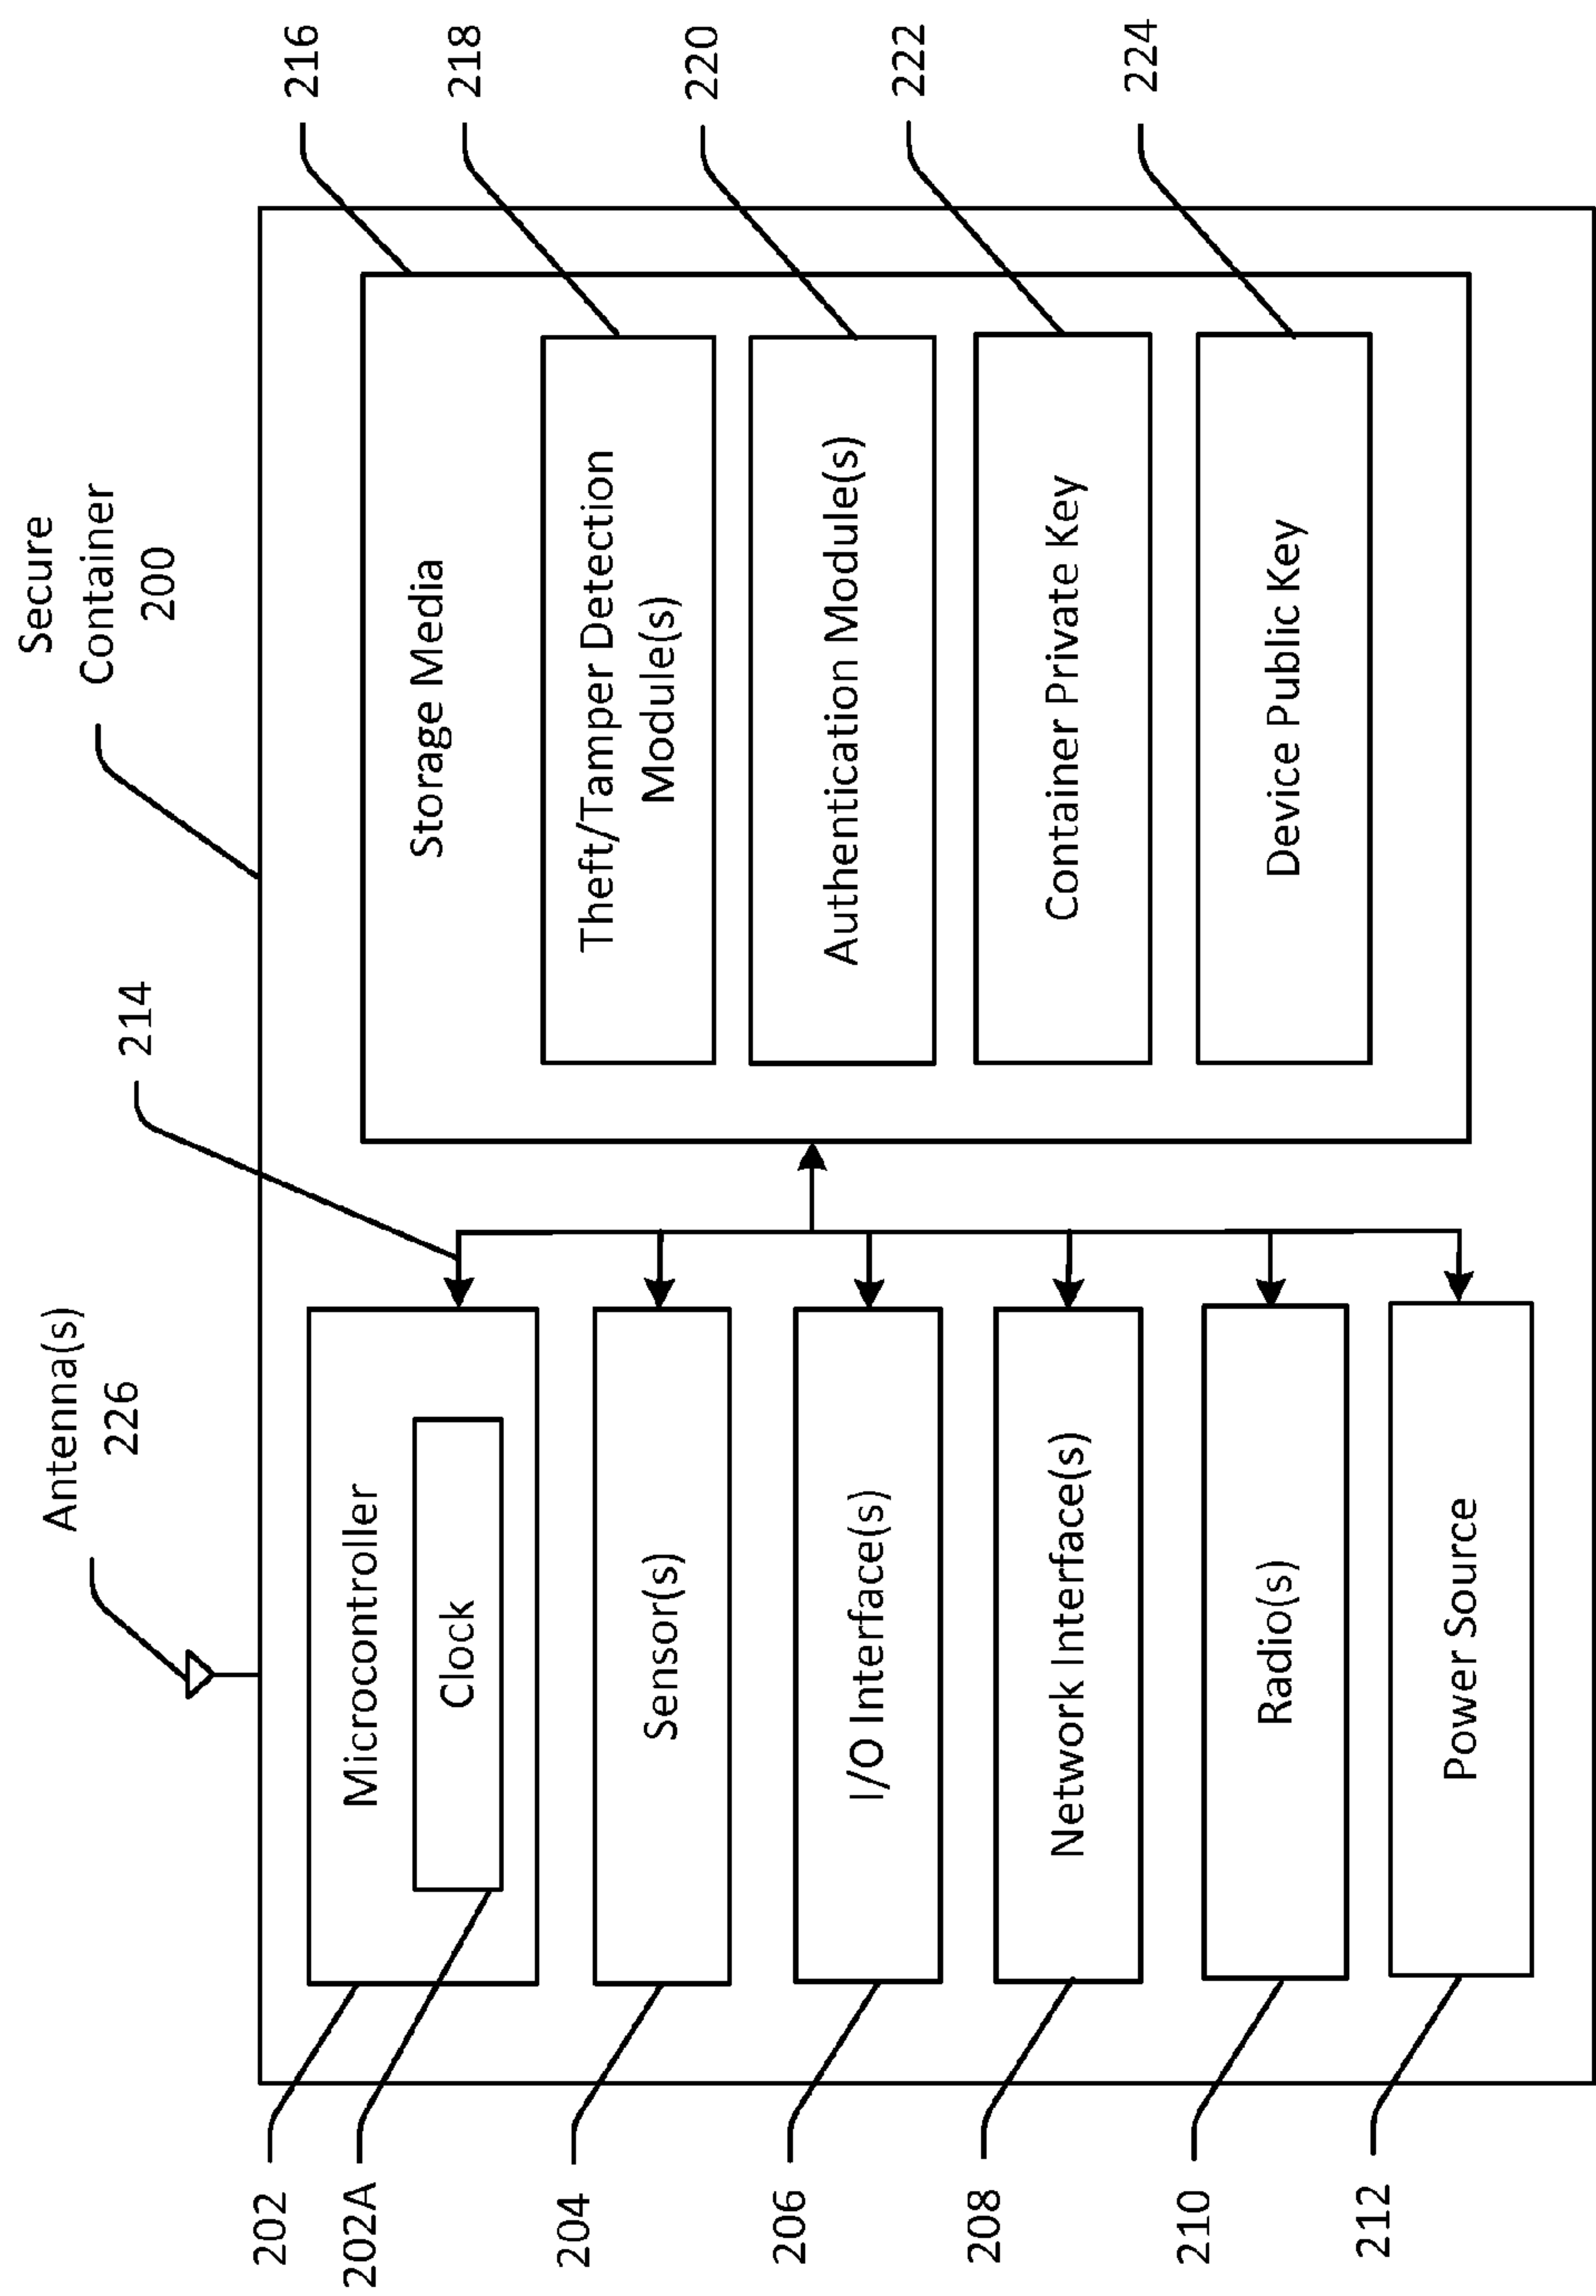 Secure
Container
200
Antenna(s)
226
214
216
218
220
222
224
202
202A
204
206
208
210
212
Microcontroller
Clock
Sensor(s)
I/O Interface(s)
Network Interface(s)
Radio(s)
Power Source
Storage Media
Theft/Tamper Detection
Module(s)
Authentication Module(s)
Container Private Key
Device Public Key